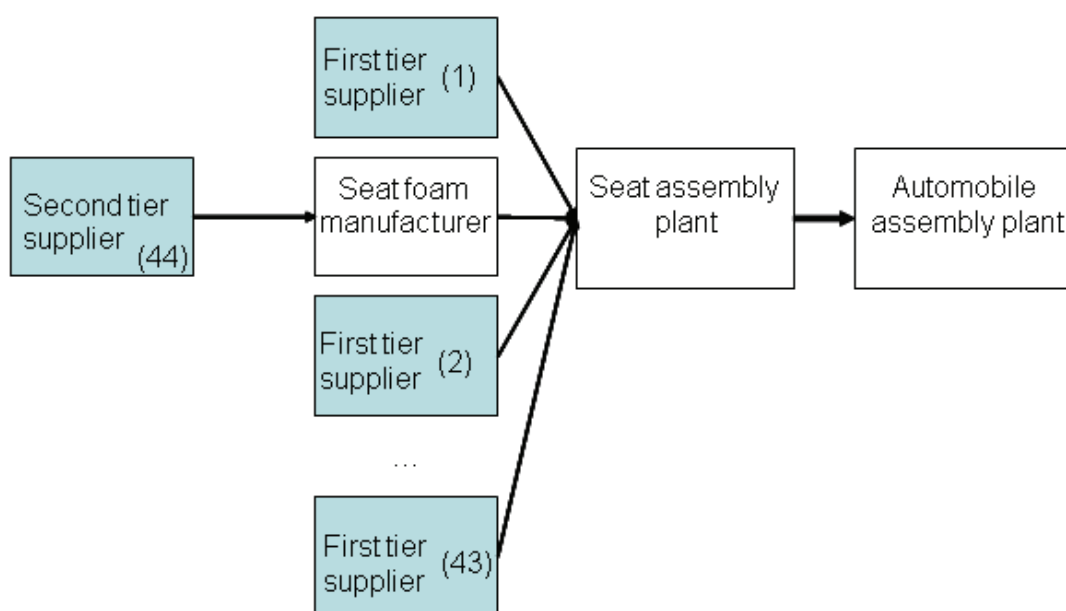 First tier
supplier (1)
Second tier
supplier
(44)
Seat foam
manufacturer
Seat assembly
plant
Automobile
assembly plant
First tier
supplier (2)
...
First tier
supplier (43)